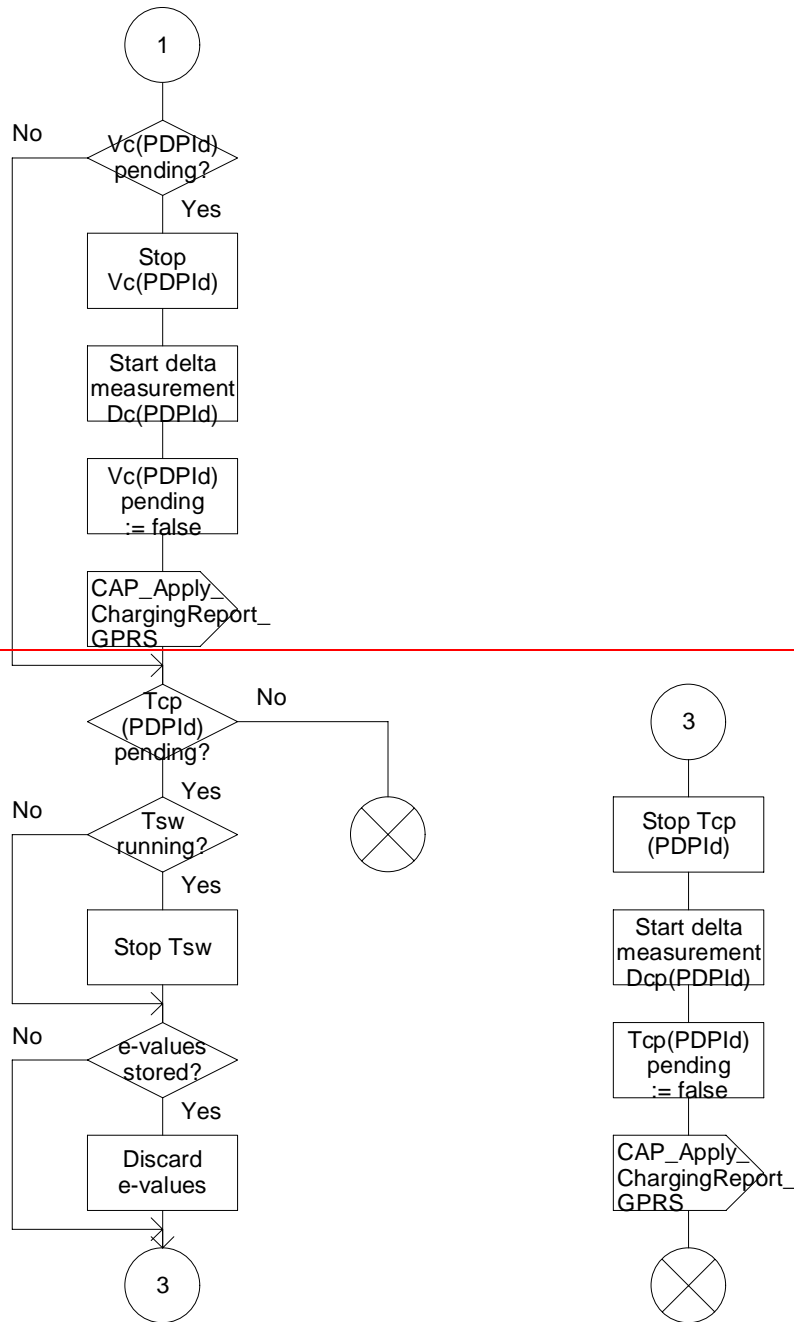 1
No
Vc(PDPId)
pending?
Yes
Stop
Vc(PDPId)
Start delta
measurement
Dc(PDPId)
Vc(PDPId)
pending
:= false
CAP_Apply_
ChargingReport_
GPRS
Tcp
(PDPId)
pending?
No
Yes
No
Tsw
running?
Yes
Stop Tsw
No
e-values
stored?
Yes
Discard
e-values
3
3
Stop Tcp
(PDPId)
Start delta
measurement
Dcp(PDPId)
Tcp(PDPId)
pending
:= false
CAP_Apply_
ChargingReport_
GPRS